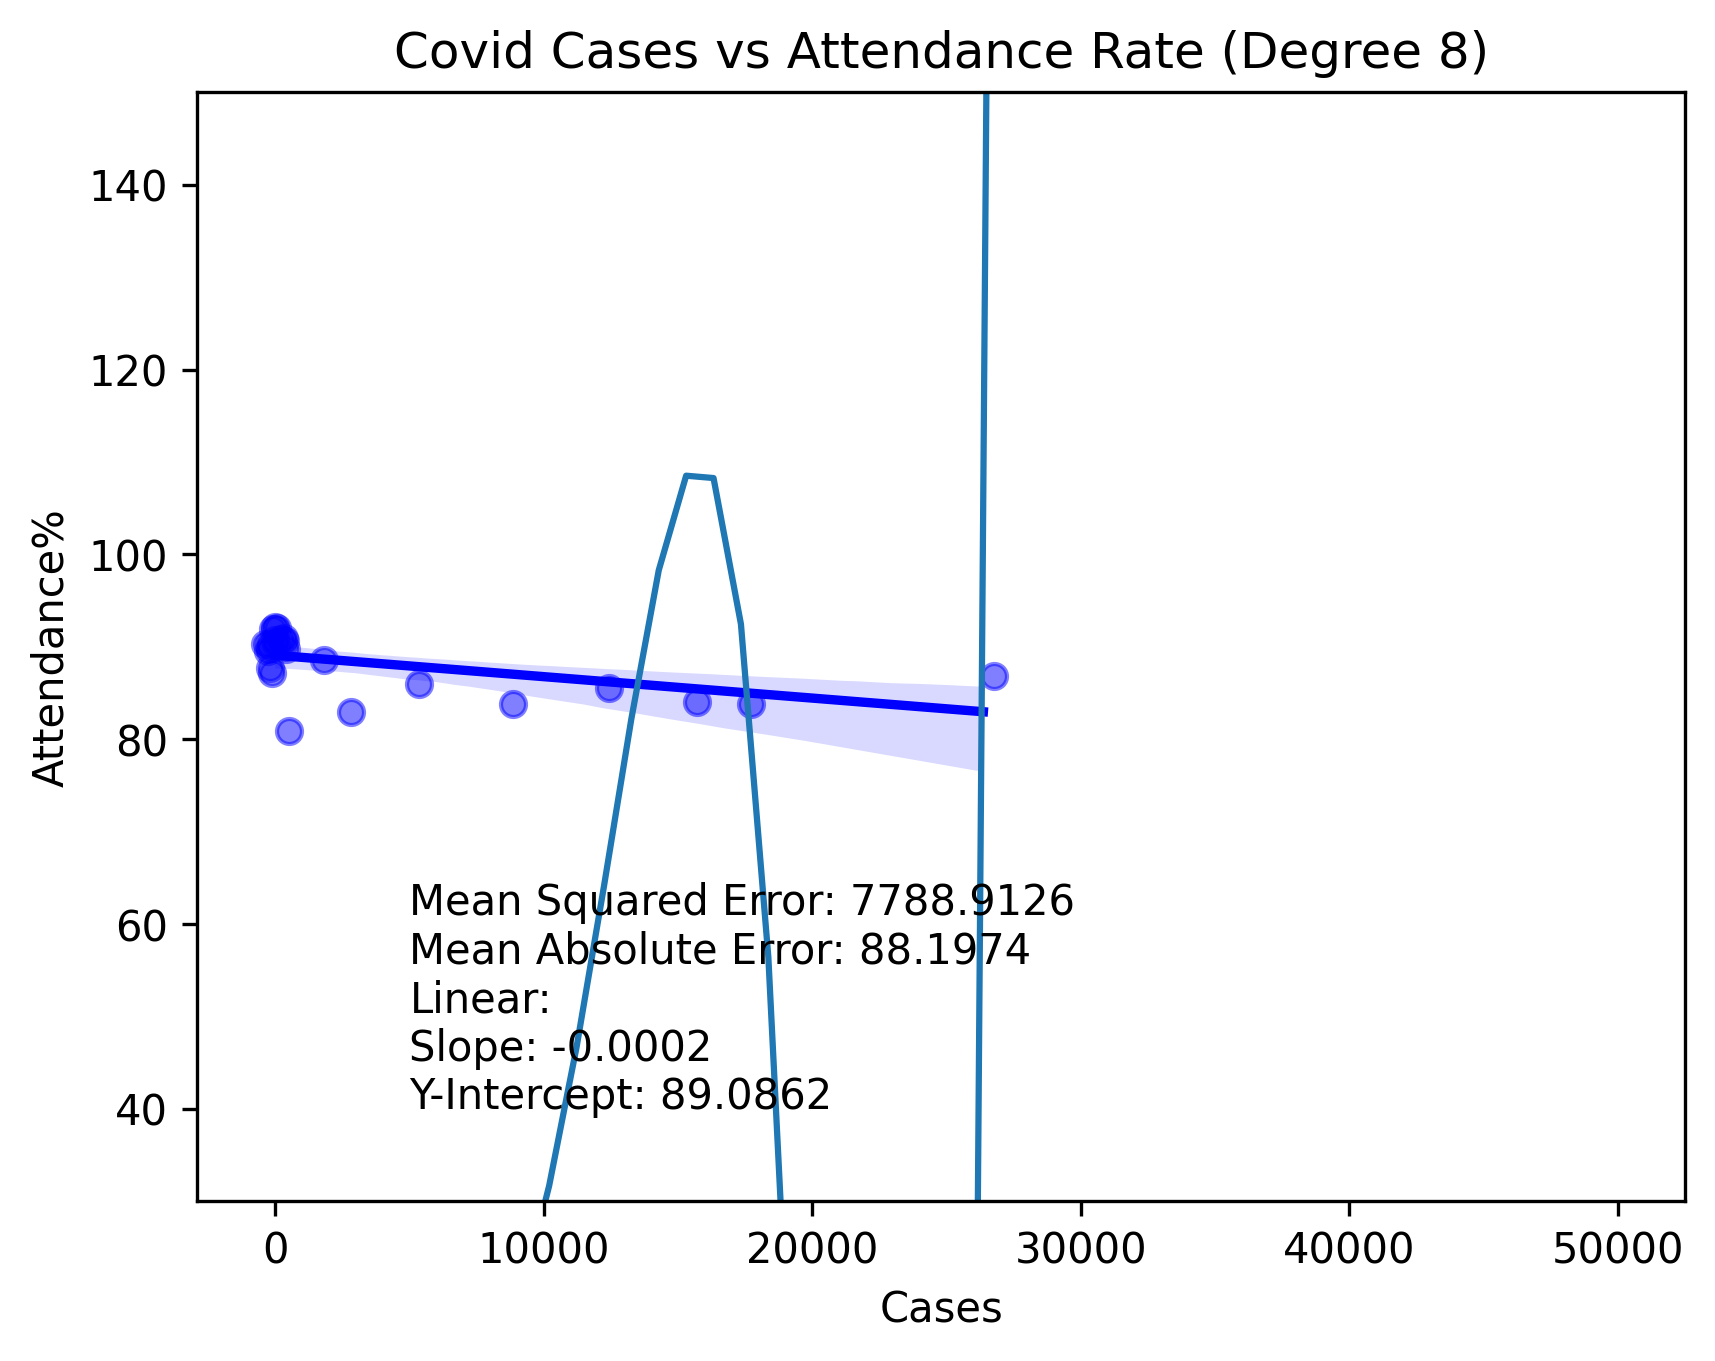 Covid Cases vs Attendance Rate (Degree 8)
140
120
100
80
60
40
Attendance%
Mean Squared Error: 7788.9126
Mean Absolute Error: 88.1974
Linear:
Slope: -0.0002
Y-Intercept: 89.0862
0 10000 20000 30000 40000 50000
Cases